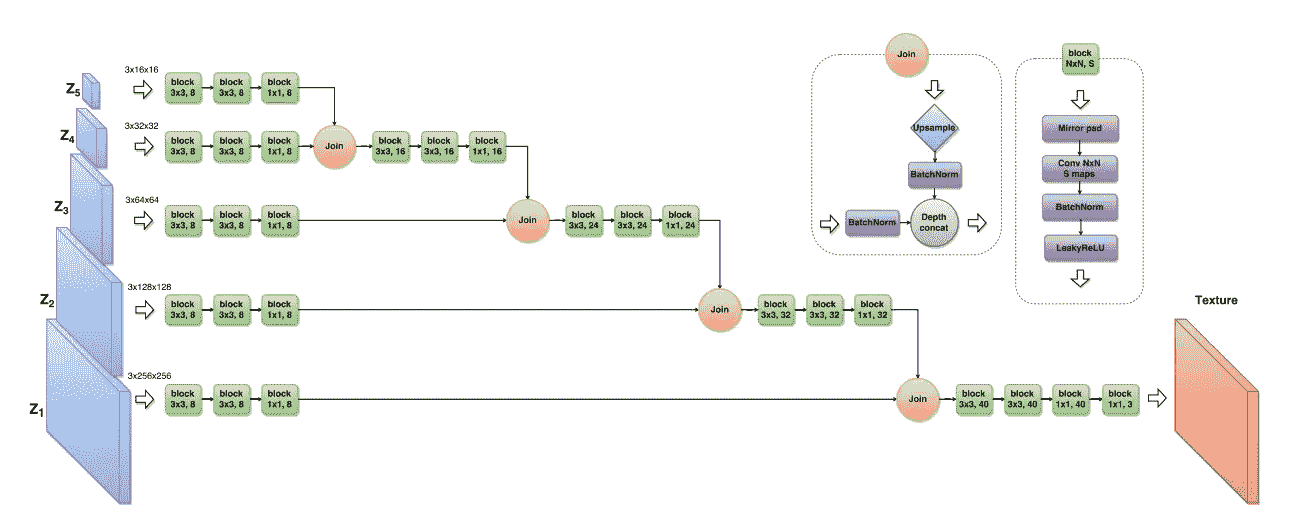 Z5
3x16x16
block
3x3, 8
block
3x3, 8
block
1x1, 8
Z4
3x32x32
block
3x3, 8
block
3x3, 8
block
1x1, 8
Join
block
3x3, 16
block
3x3, 16
block
1x1, 16
Z3
3x64x64
block
3x3, 8
block
3x3, 8
block
1x1, 8
Join
block
3x3, 24
block
3x3, 24
block
1x1, 24
Z2
3x128x128
block
3x3, 8
block
3x3, 8
block
1x1, 8
Join
block
3x3, 32
block
3x3, 32
block
1x1, 32
Z1
3x256x256
block
3x3, 8
block
3x3, 8
block
1x1, 8
Join
block
3x3, 40
block
3x3, 40
block
1x1, 40
block
1x1, 3
Join
Upsample
BatchNorm
BatchNorm
Depth
concat
block
NxN, S
Mirror pad
Conv NxN
S maps
BatchNorm
LeakyReLU
Texture